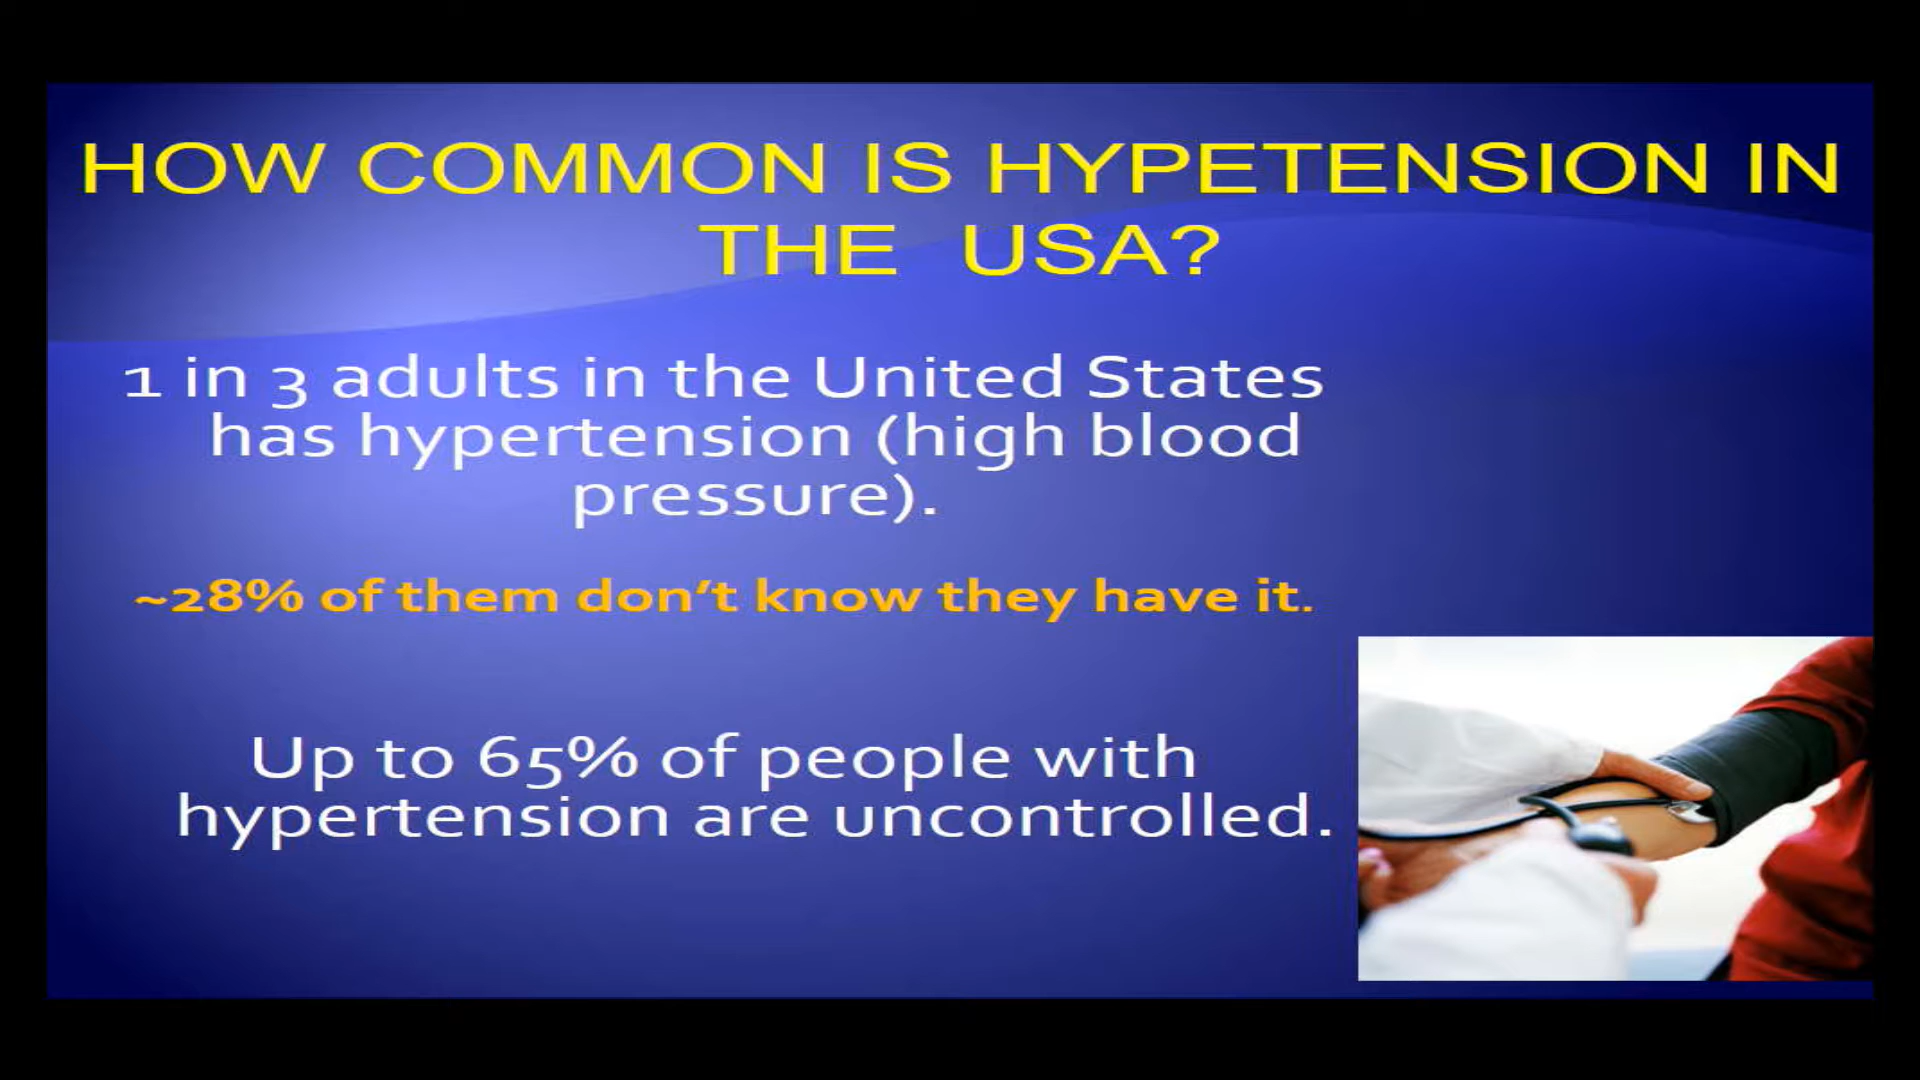 HOW COMMON IS HYPETENSION IN
THE USA?
1 in 3 adults in the United States
has hypertension (high blood
pressure).
~28% of them don't know they have it.
Up to 65% of people with
hypertension are uncontrolled.